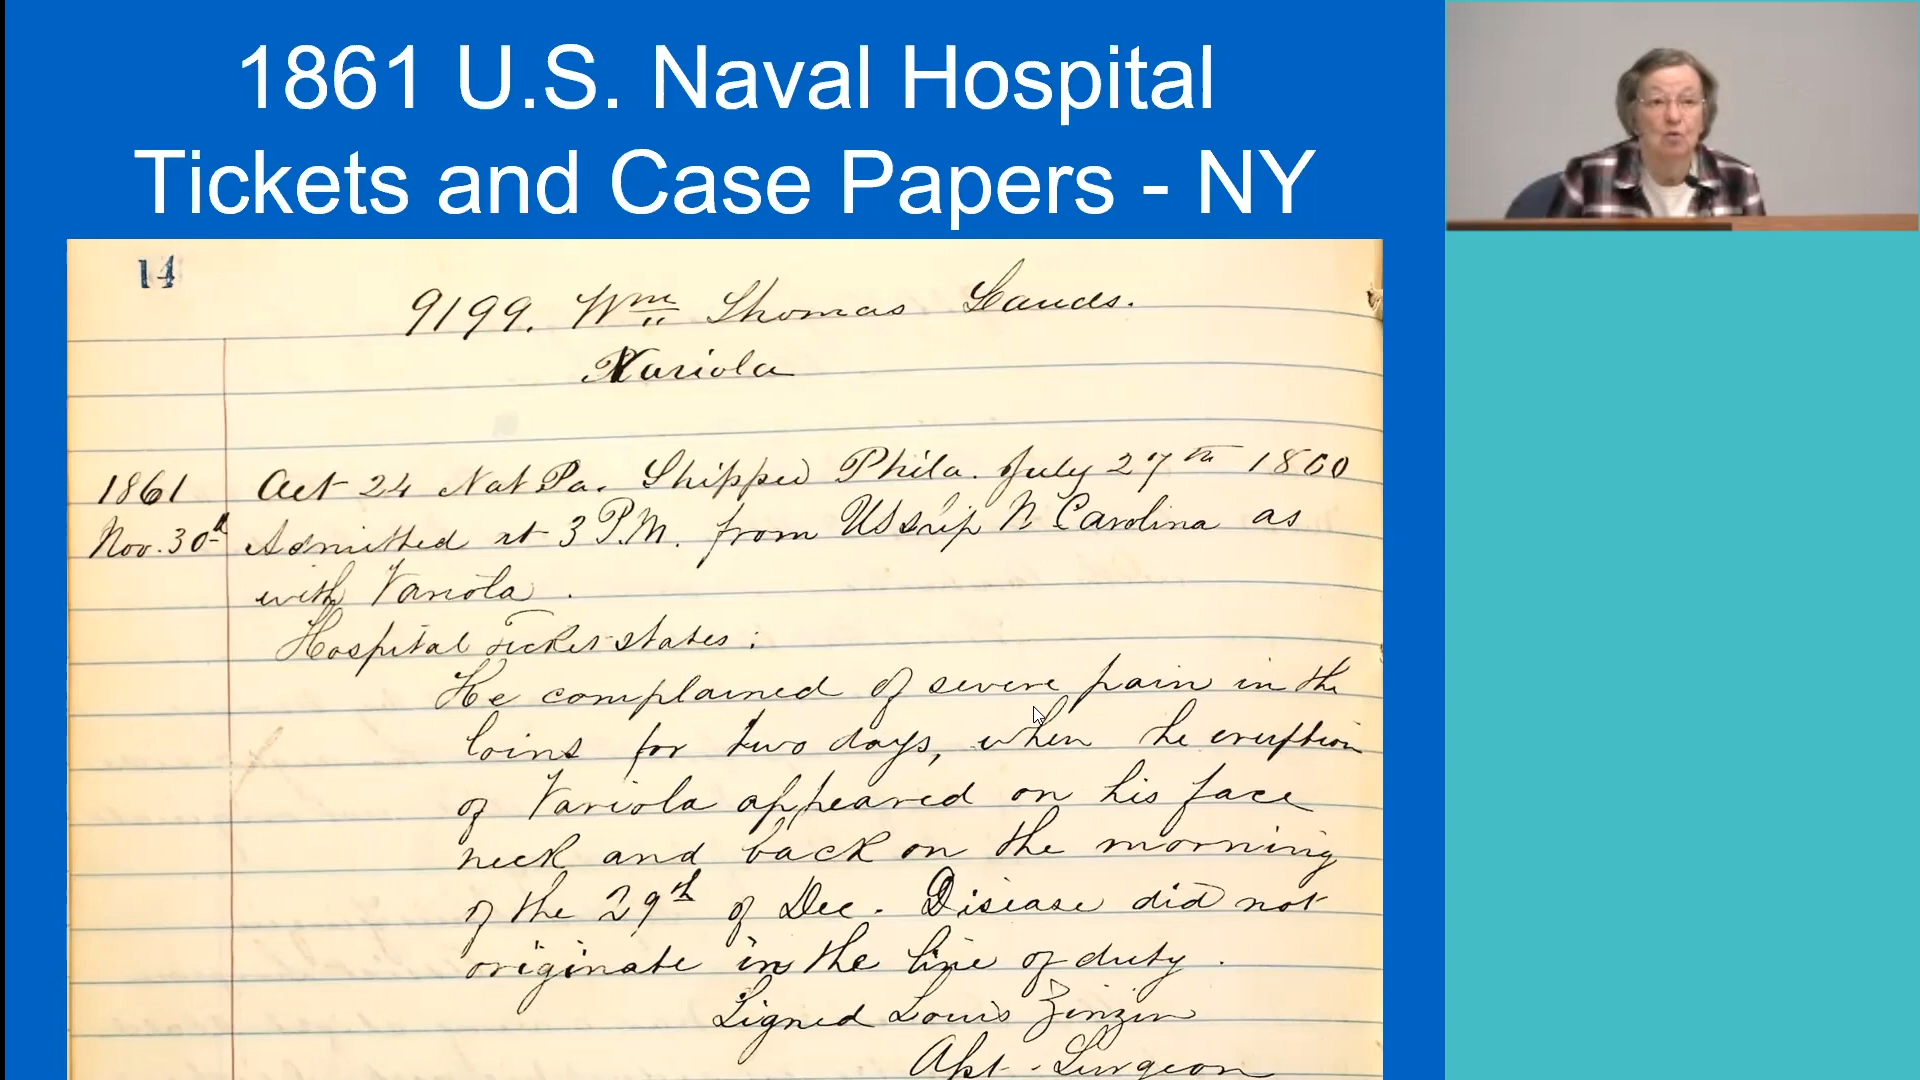 1861 U.S. Naval Hospital
Tickets and Case Papers - NY
14
9199. Wm Thomas
Variola
1861 Aet 24 Nat Pa. Shipped Phila. July 27th 1860
Nov. 30th Admitted at 3 P.M. from US ship N Carolina as
with Variola.
Hospital Ticket states:
He complained of severe pain in the
loins for two days, when he eruption
of Variola appeared on his face
neck and back on the morning
of the 29th of Dec. Disease did not
originate in the line of duty.
Signed Louis
Asst. Surgeon